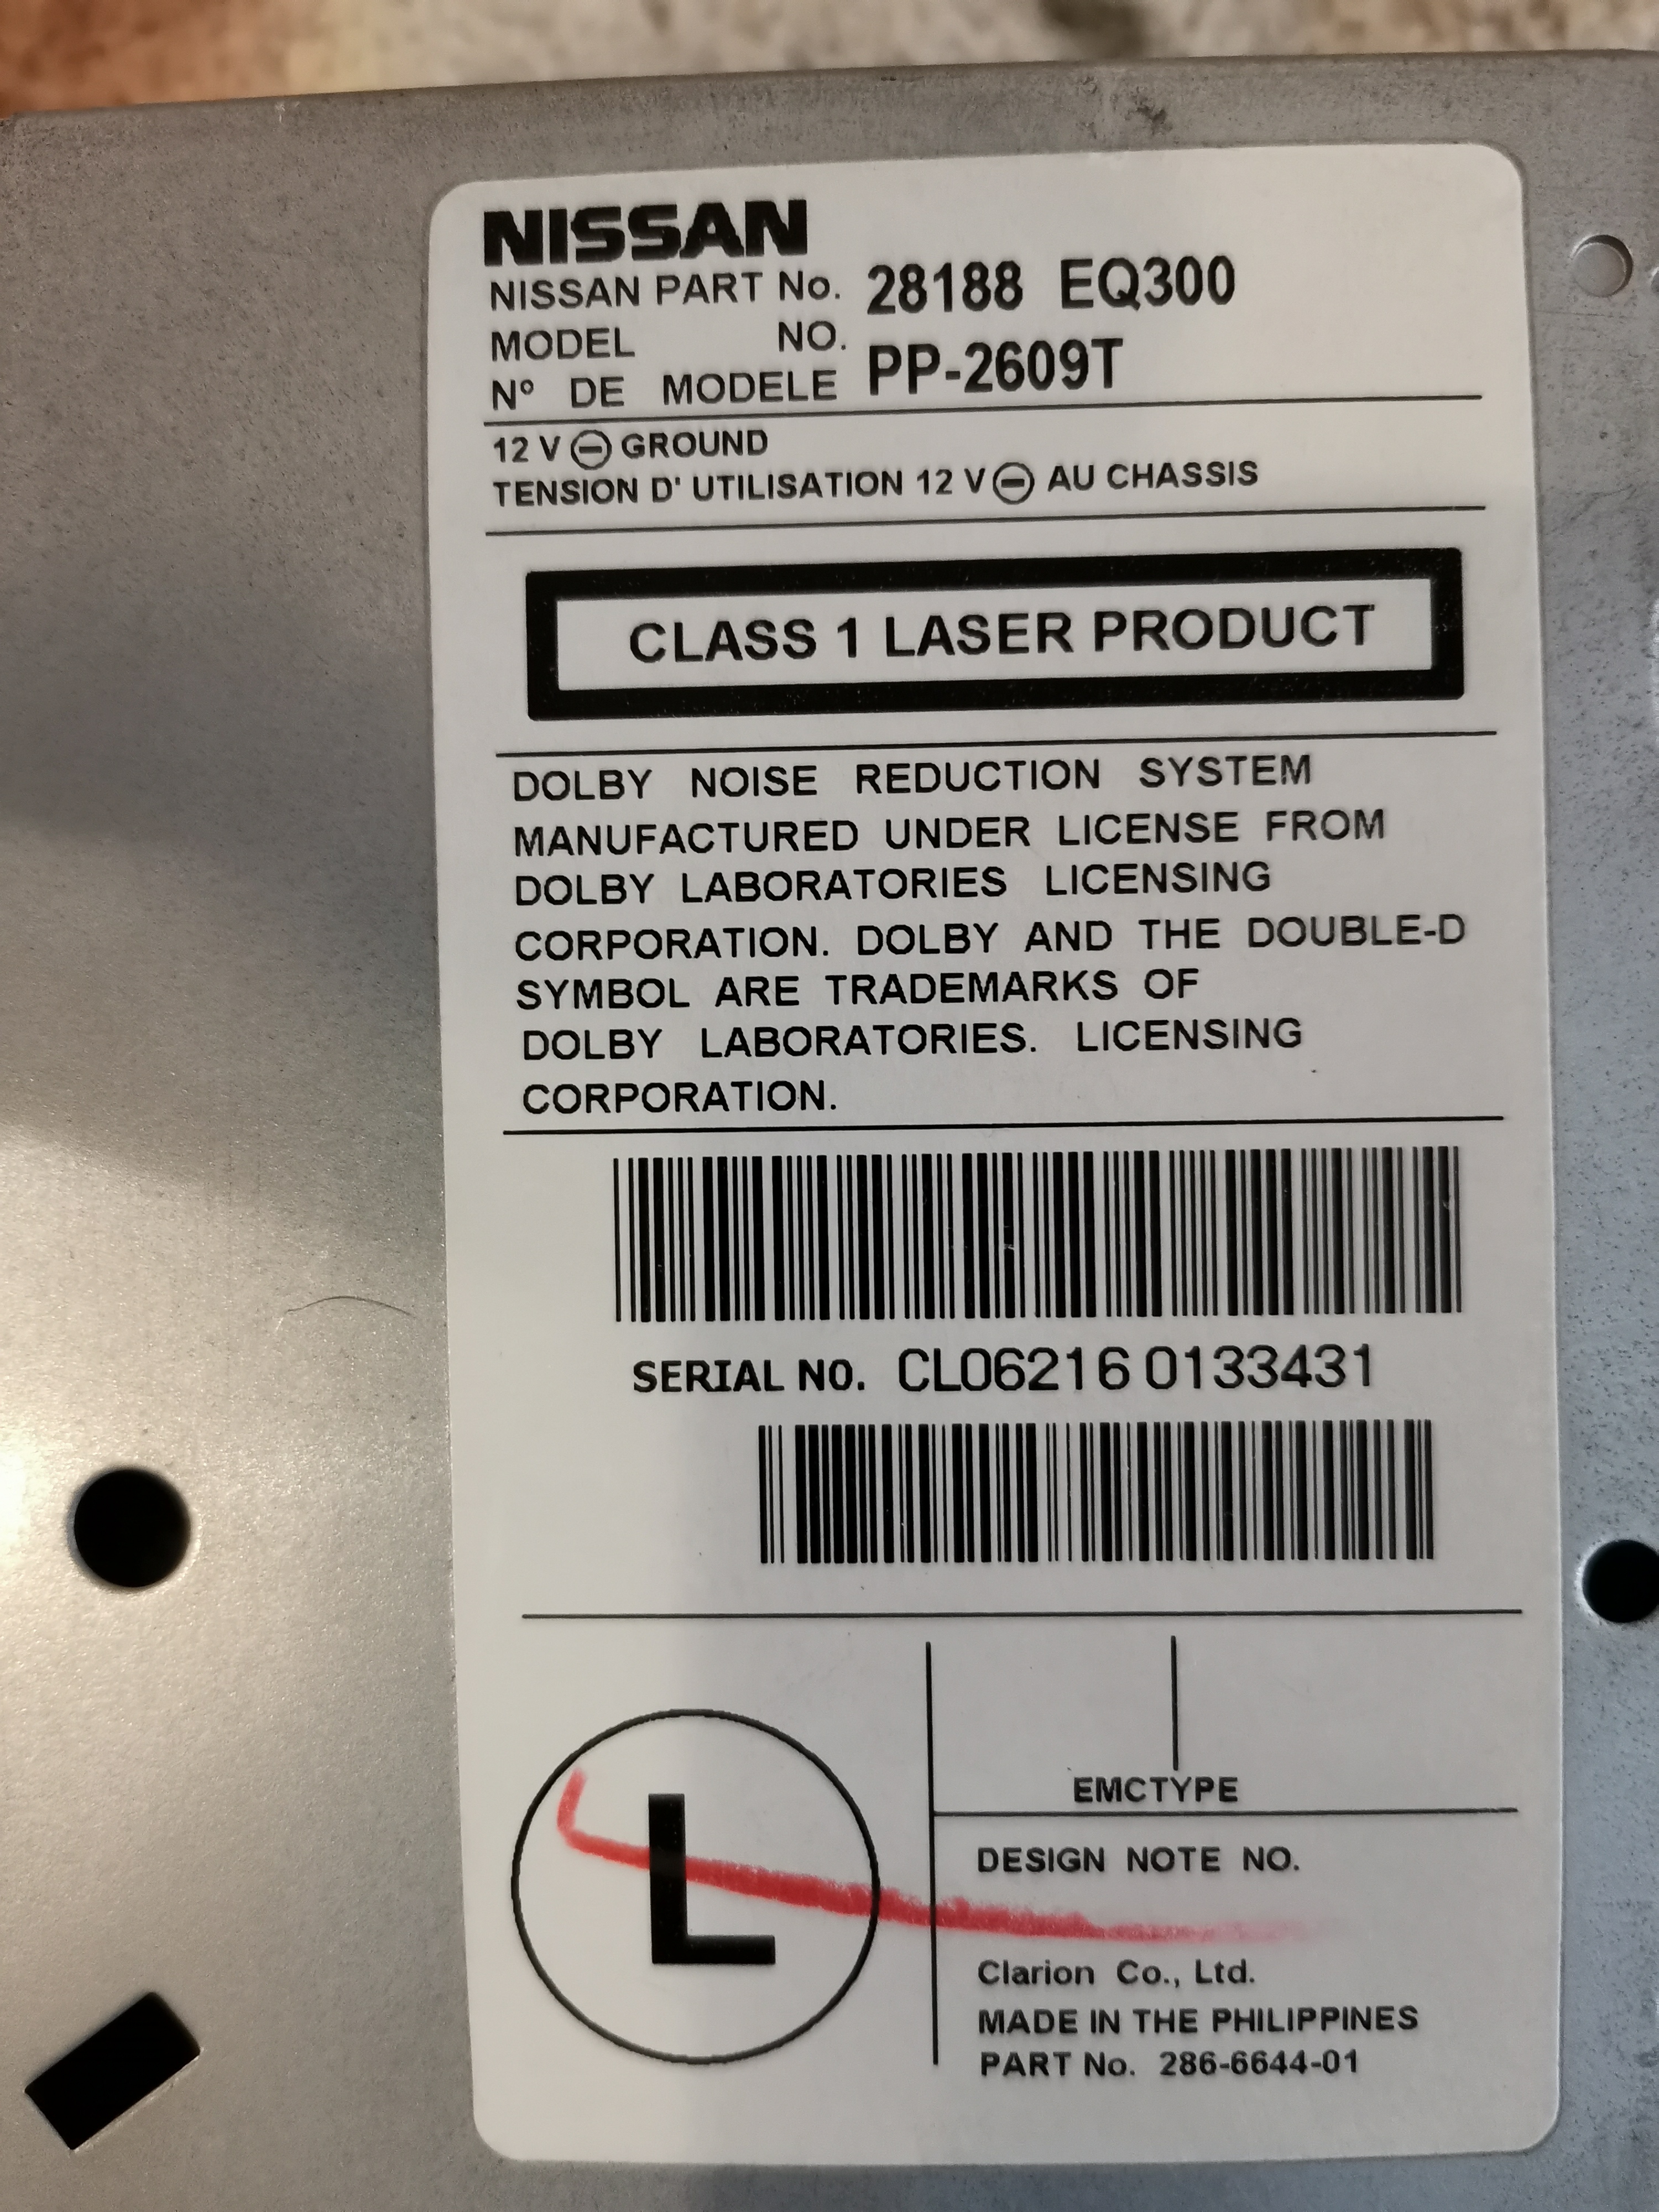 NISSAN
NISSAN PART No. 28188 EQ300
MODEL NO.
Nº DE MODELE PP-2609T
12 V ⊖ GROUND
TENSION D' UTILISATION 12 V ⊖ AU CHASSIS
CLASS 1 LASER PRODUCT
DOLBY NOISE REDUCTION SYSTEM
MANUFACTURED UNDER LICENSE FROM
DOLBY LABORATORIES LICENSING
CORPORATION. DOLBY AND THE DOUBLE-D
SYMBOL ARE TRADEMARKS OF
DOLBY LABORATORIES. LICENSING
CORPORATION.
SERIAL NO. CL06216 0133431
L
EMCTYPE
DESIGN NOTE NO.
Clarion Co., Ltd.
MADE IN THE PHILIPPINES
PART No. 286-6644-01